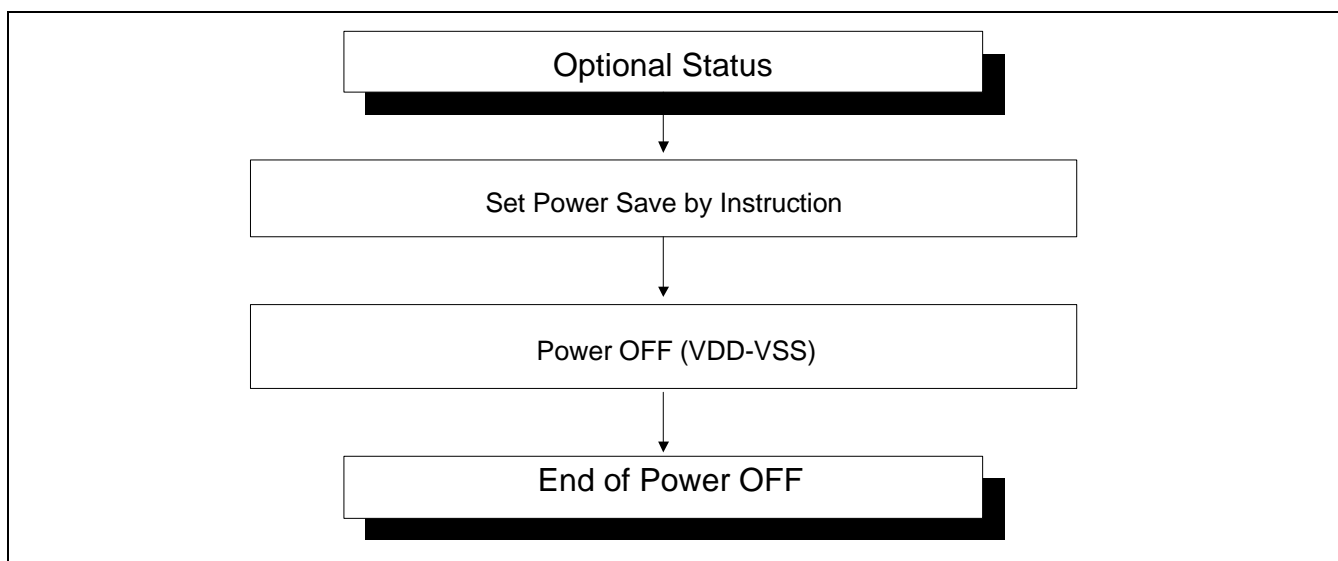 Optional Status
Set Power Save by Instruction
Power OFF (VDD-VSS)
End of Power OFF